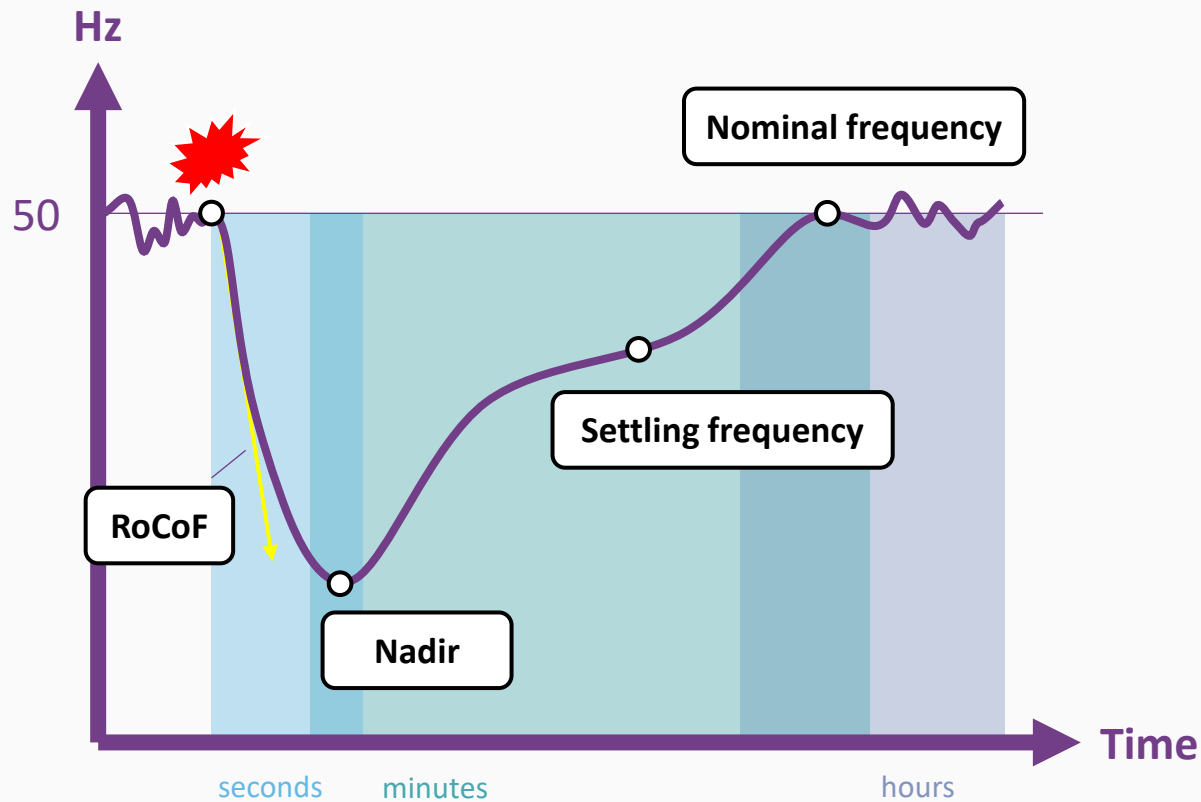 Hz
Nominal frequency
50
Settling frequency
RoCoF
Nadir
Time
seconds
minutes
hours